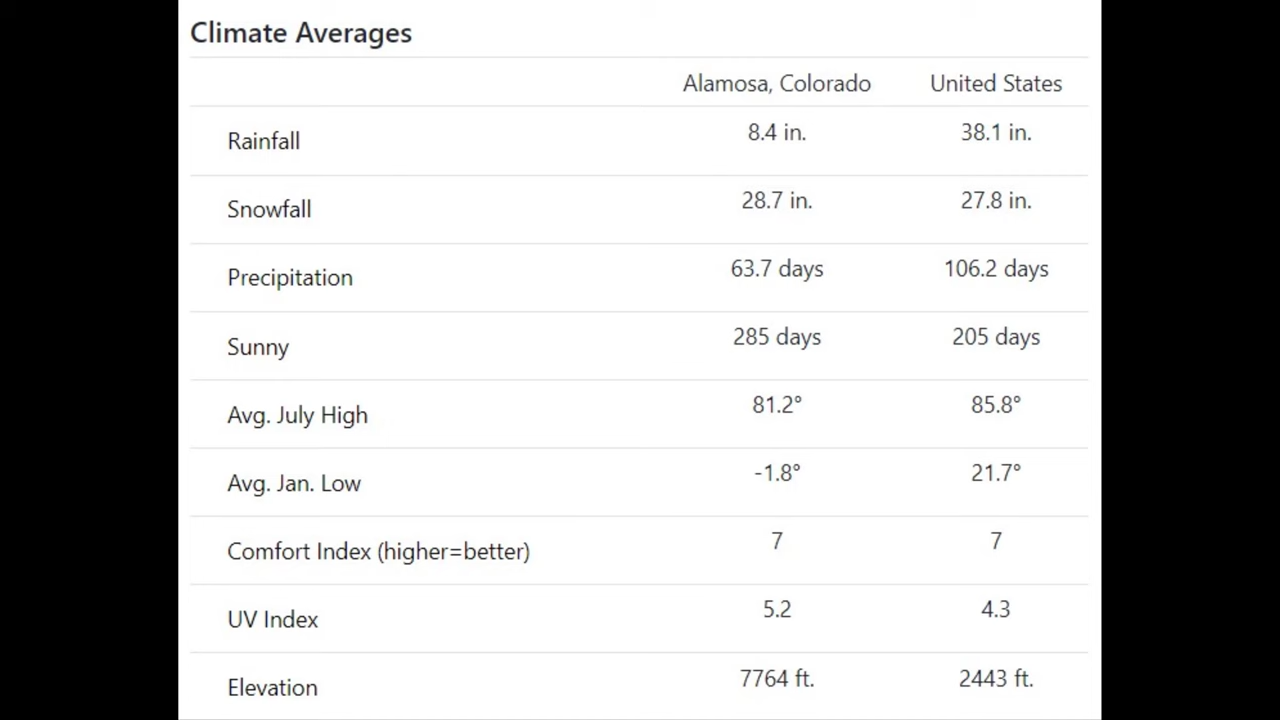 Climate Averages
Alamosa, Colorado United States
Rainfall 8.4 in. 38.1 in.
Snowfall 28.7 in. 27.8 in.
Precipitation 63.7 days 106.2 days
Sunny 285 days 205 days
Avg. July High 81.2° 85.8°
Avg. Jan. Low -1.8° 21.7°
Comfort Index (higher=better) 7 7
UV Index 5.2 4.3
Elevation 7764 ft. 2443 ft.